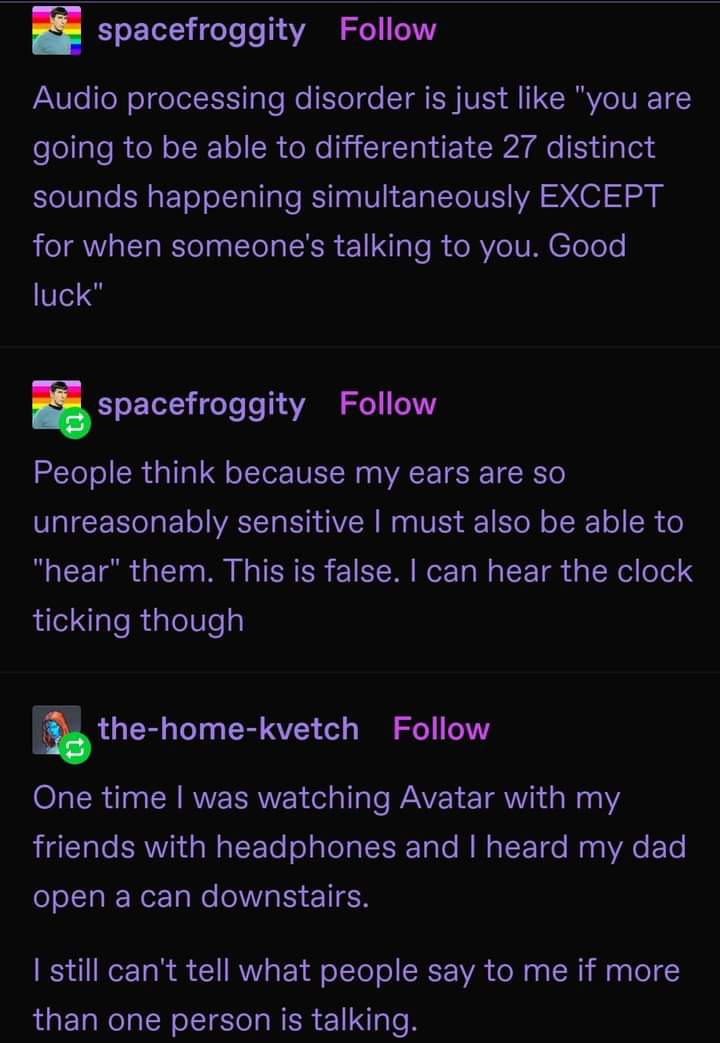 spacefroggity Follow
Audio processing disorder is just like "you are
going to be able to differentiate 27 distinct
sounds happening simultaneously EXCEPT
for when someone's talking to you. Good
luck"
spacefroggity Follow
People think because my ears are so
unreasonably sensitive I must also be able to
"hear" them. This is false. I can hear the clock
ticking though
the-home-kvetch Follow
One time I was watching Avatar with my
friends with headphones and I heard my dad
open a can downstairs.
I still can't tell what people say to me if more
than one person is talking.